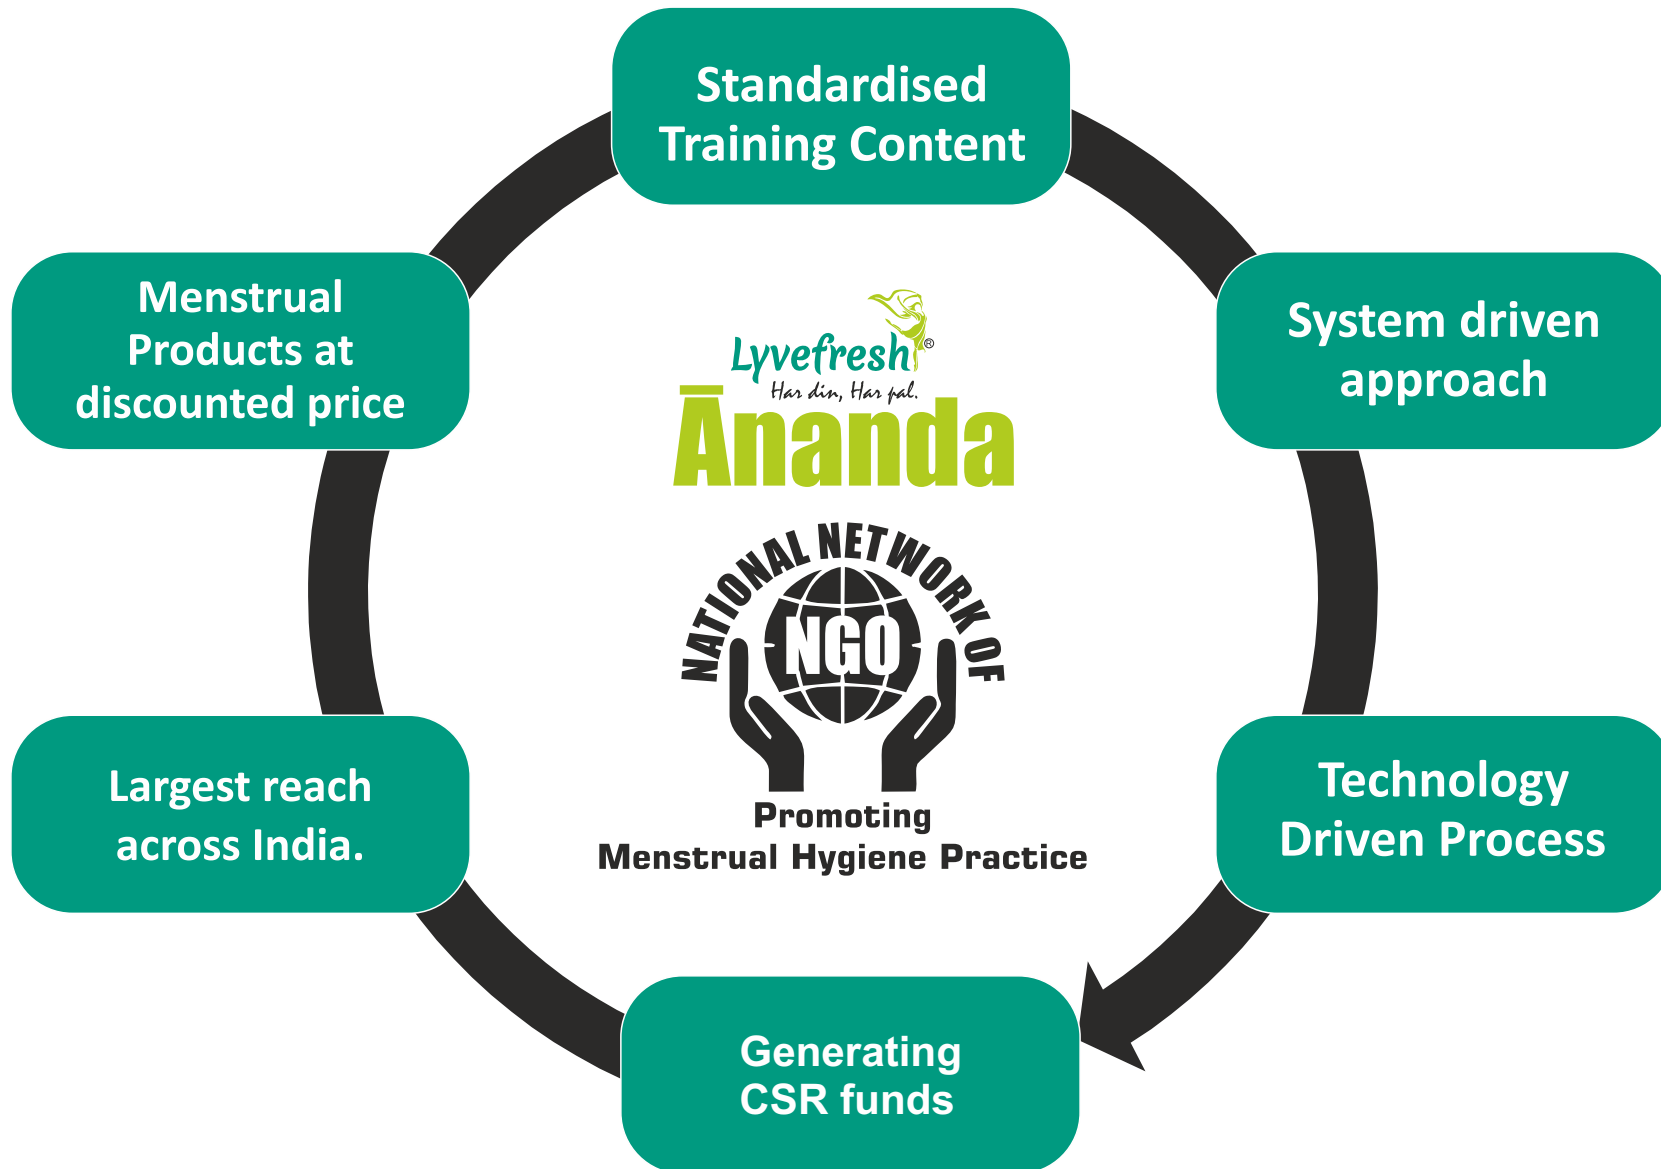 Standardised
Training Content
System driven
approach
Technology
Driven Process
Generating
CSR funds
Largest reach
across India.
Menstrual
Products at
discounted price
Lyvefresh®
Har din, Har pal.
Ānanda
NATIONAL NETWORK OF
NGO
Promoting
Menstrual Hygiene Practice